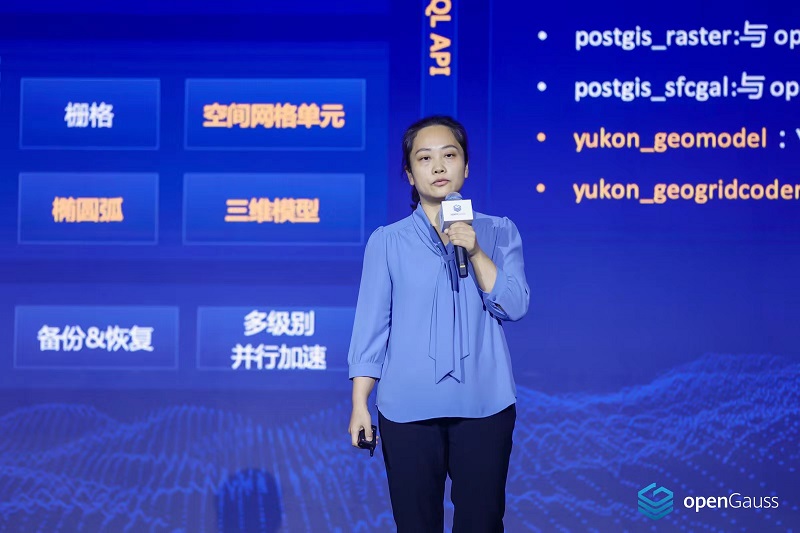 栅格
空间网格单元
椭圆弧
三维模型
备份&恢复
多级别
并行加速
QL API
• postgis_raster:与 op
• postgis_sfcgal:与 op
• yukon_geomodel：
• yukon_geogridcoder
openGauss